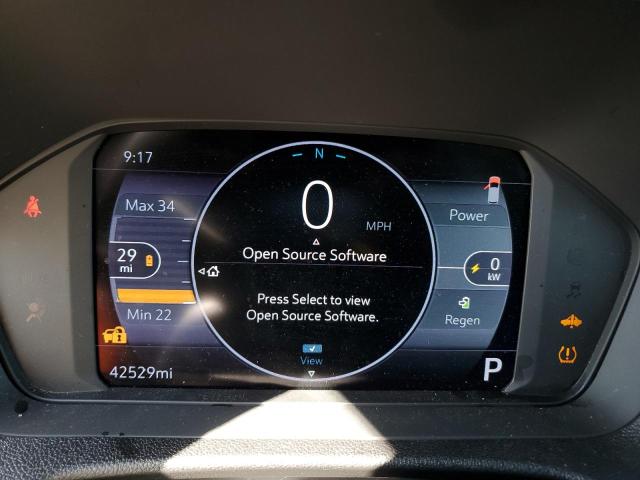 9:17
N
Max 34
0
MPH
Power
Open Source Software
29
mi
0
kW
Press Select to view
Open Source Software.
Min 22
Regen
View
42529mi
P